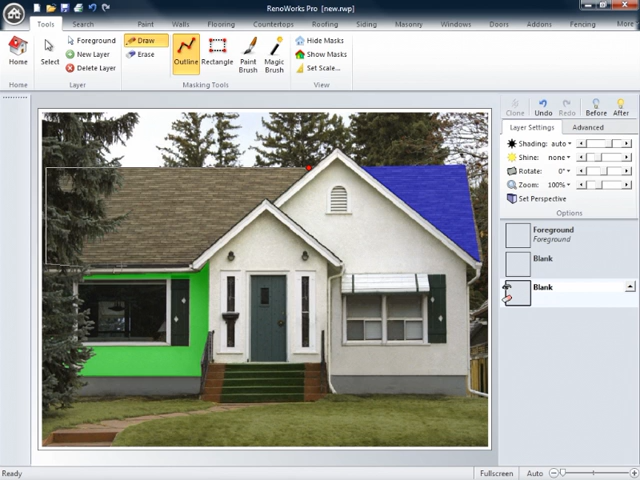 RenoWorks Pro [new.rwp]
Tools Search Paint Walls Flooring Countertops Roofing Siding Masonry Windows Doors Addons Fencing
Home Select Foreground New Layer Delete Layer Draw Erase Outline Rectangle Paint Brush Magic Brush Hide Masks Show Masks Set Scale...
Home Layer Masking Tools View
Clone Undo Redo Before After
Layer Settings Advanced
Shading: auto
Shine: none
Rotate: 0°
Zoom: 100%
Set Perspective
Options
Foreground
Foreground
Blank
Blank
Ready Fullscreen Auto